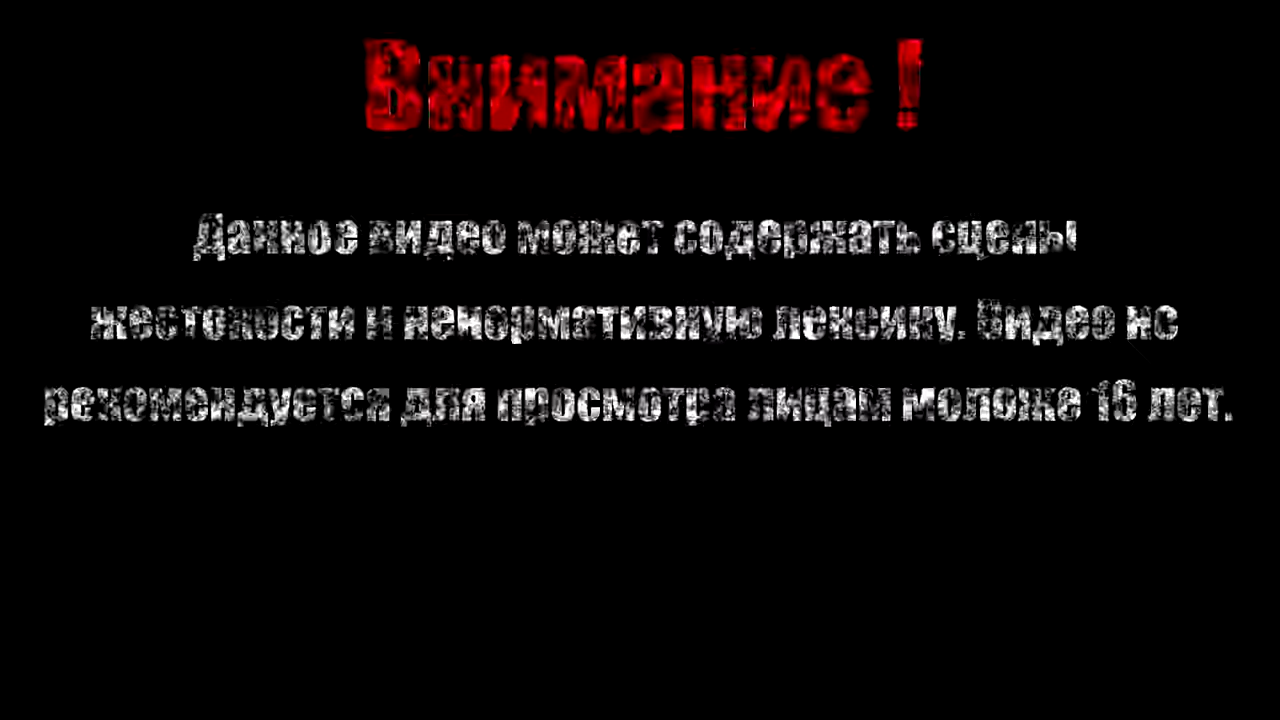 Внимание !
Данное видео может содержать сцены
жестокости и ненормативную лексику. Видео не
рекомендуется для просмотра лицам моложе 16 лет.